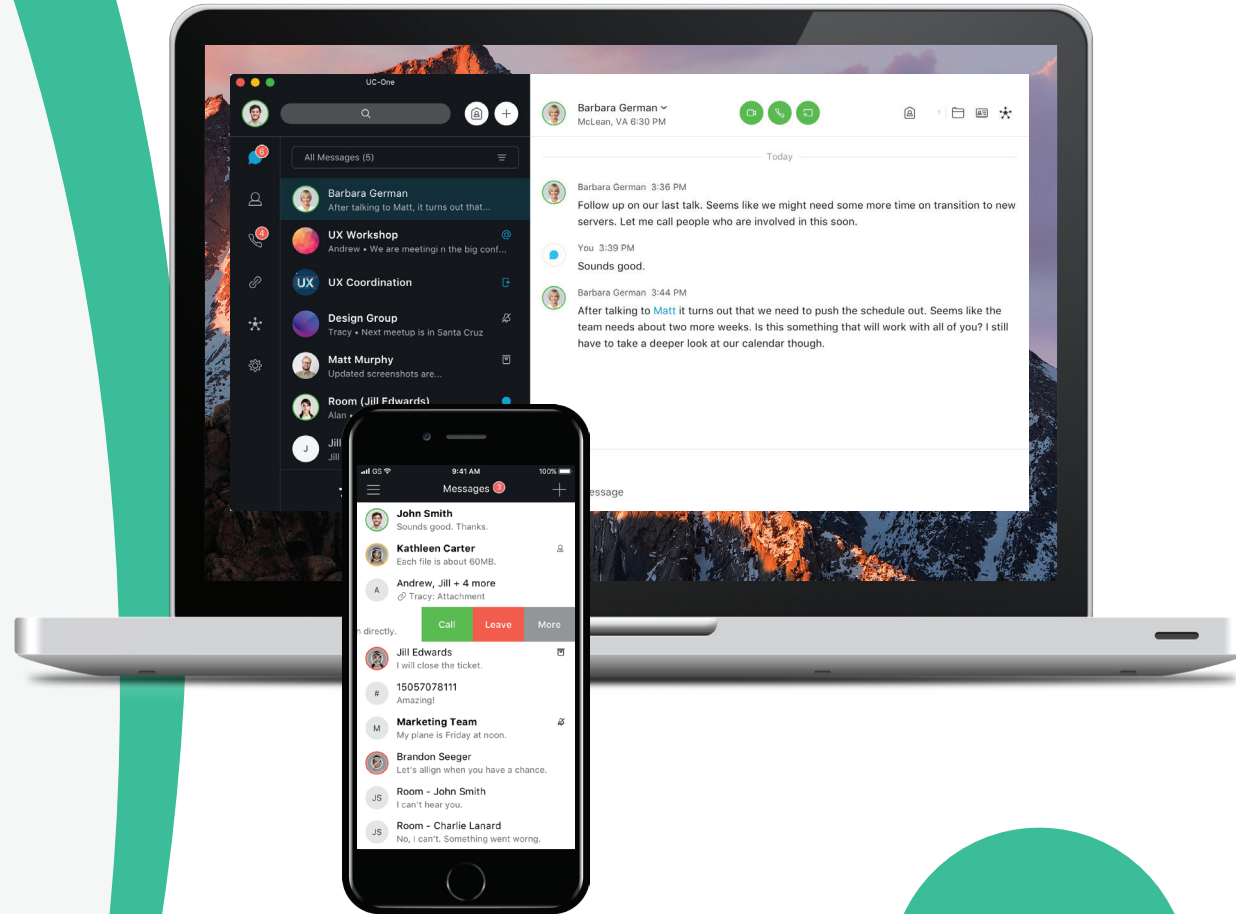 UC-One
6
All Messages (5)
Barbara German
After talking to Matt, it turns out that...
UX Workshop
@
Andrew • We are meetingi n the big conf...
4
UX
UX Coordination
Design Group
Tracy • Next meetup is in Santa Cruz
Matt Murphy
Updated screenshots are...
Room (Jill Edwards)
Alan •
J
Jill
Jill
Barbara German
McLean, VA 6:30 PM
Today
Barbara German 3:36 PM
Follow up on our last talk. Seems like we might need some more time on transition to new
servers. Let me call people who are involved in this soon.
You 3:39 PM
Sounds good.
Barbara German 3:44 PM
After talking to Matt it turns out that we need to push the schedule out. Seems like the
team needs about two more weeks. Is this something that will work with all of you? I still
have to take a deeper look at our calendar though.
essage
GS 9:41 AM 100%
Messages 3
John Smith
Sounds good. Thanks.
Kathleen Carter
Each file is about 60MB.
A
Andrew, Jill + 4 more
Tracy: Attachment
n directly.
Call Leave More
Jill Edwards
I will close the ticket.
#
15057078111
Amazing!
M
Marketing Team
My plane is Friday at noon.
Brandon Seeger
Let's allign when you have a chance.
JS
Room - John Smith
I can't hear you.
JS
Room - Charlie Lanard
No, I can't. Something went worng.